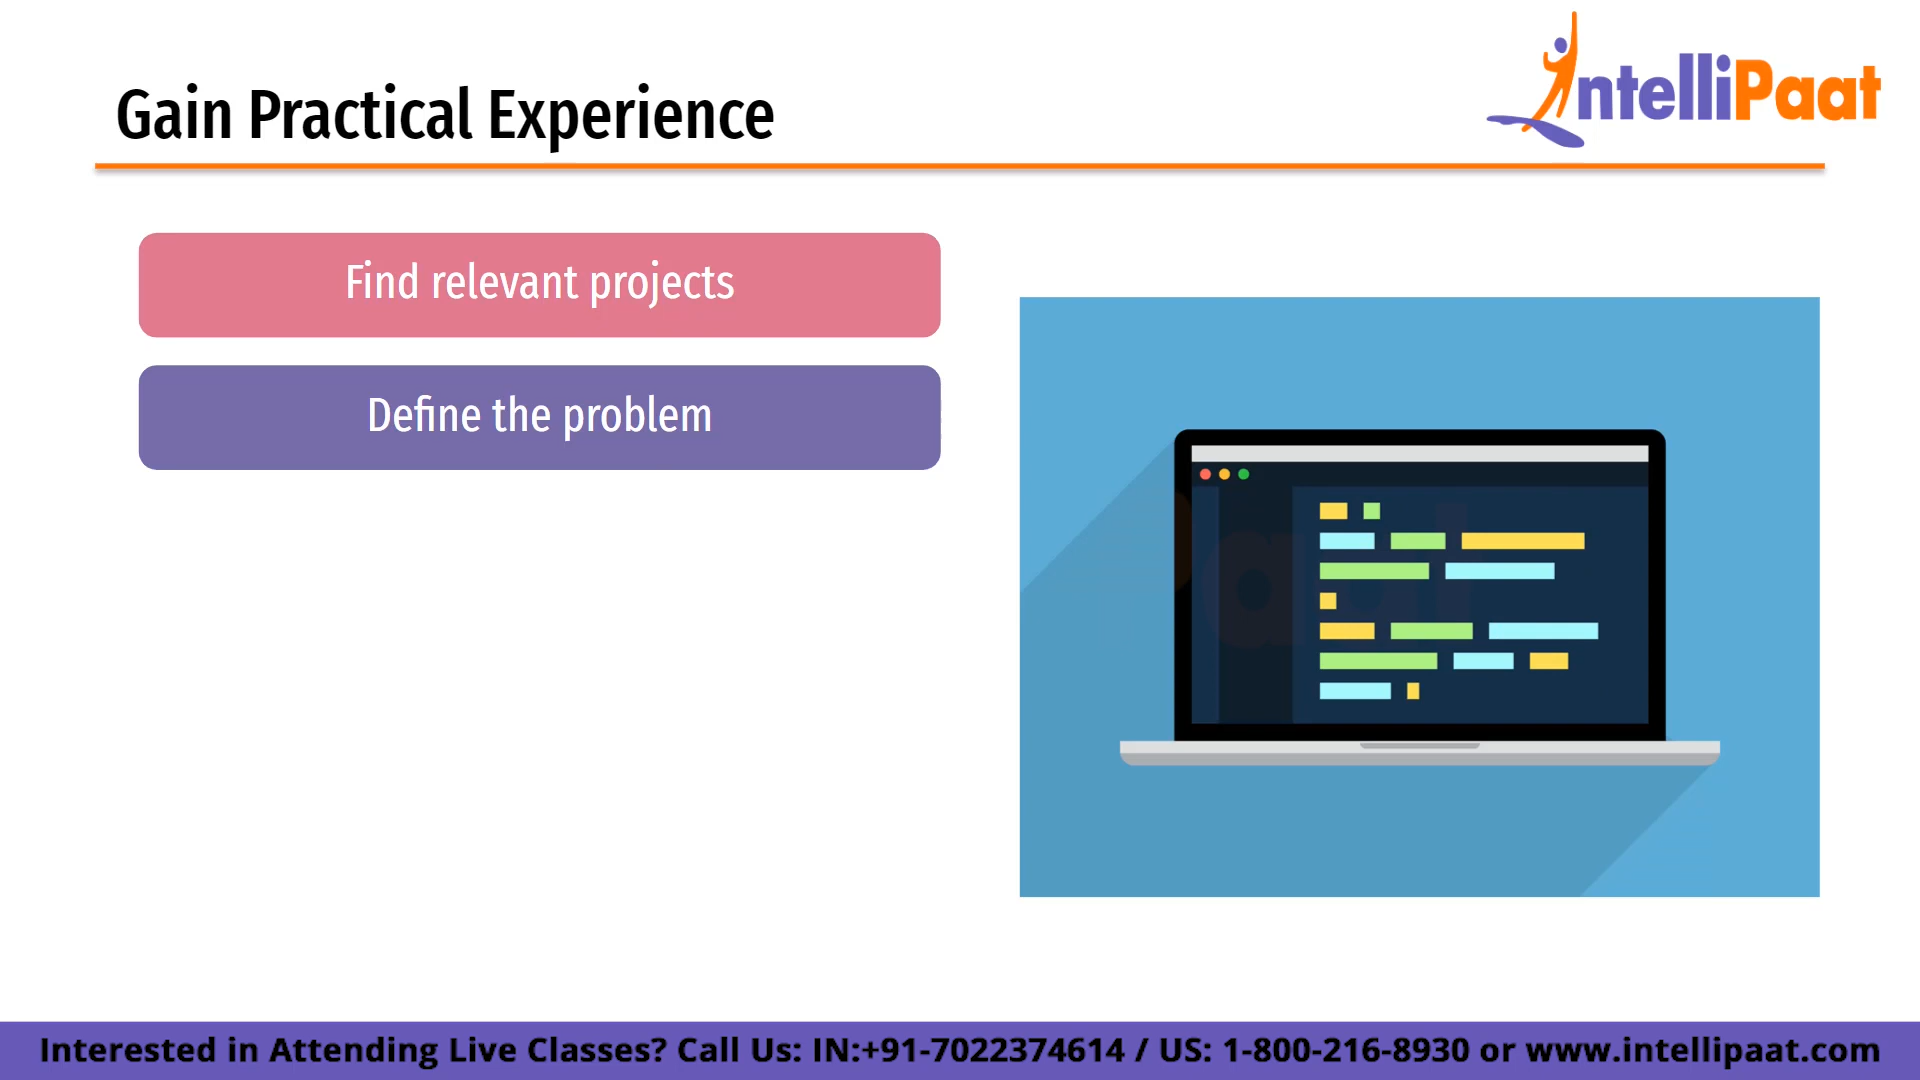 IntelliPaat
Gain Practical Experience
Find relevant projects
Define the problem
Interested in Attending Live Classes? Call Us: IN:+91-7022374614 / US: 1-800-216-8930 or www.intellipaat.com